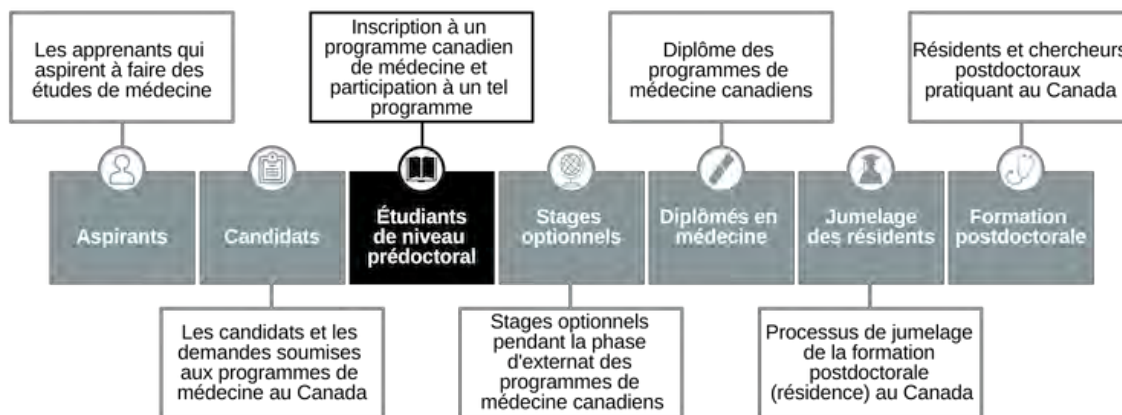 Les apprenants qui
aspirent à faire des
études de médecine
Inscription à un
programme canadien
de médecine et
participation à un tel
programme
Diplôme des
programmes de
médecine canadiens
Résidents et chercheurs
postdoctoraux
pratiquant au Canada
Aspirants
Candidats
Étudiants
de niveau
prédoctoral
Stages
optionnels
Diplômés en
médecine
Jumelage
des résidents
Formation
postdoctorale
Les candidats et les
demandes soumises
aux programmes de
médecine au Canada
Stages optionnels
pendant la phase
d'externat des
programmes de
médecine canadiens
Processus de jumelage
de la formation
postdoctorale
(résidence) au Canada